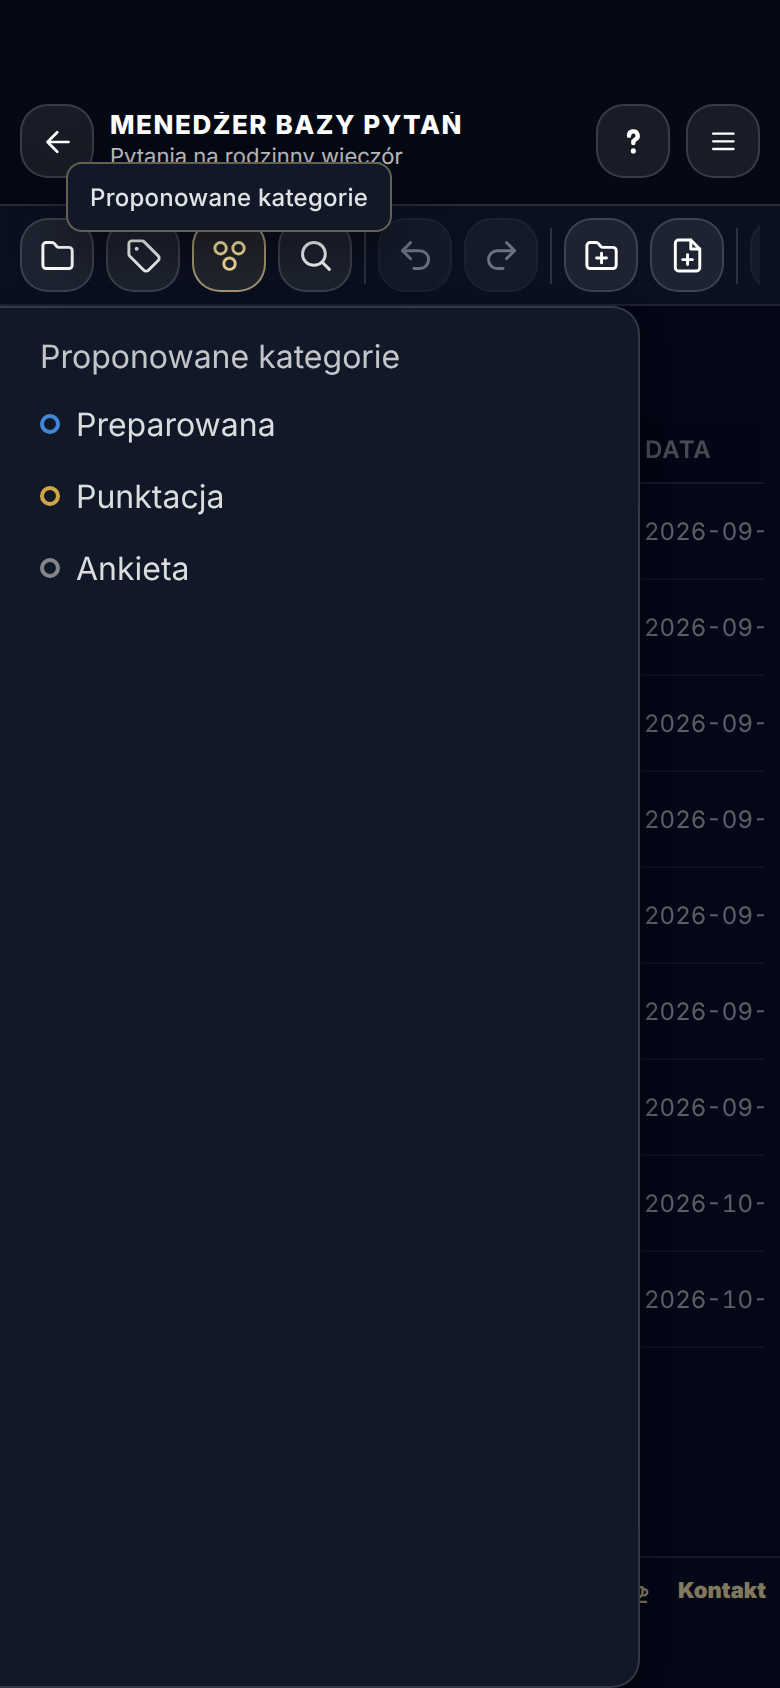 MENEDŻER BAZY PYTAŃ
Pytania na rodzinny wieczór
?
Proponowane kategorie
Proponowane kategorie
Preparowana
Punktacja
Ankieta
DATA
2026-09-
2026-09-
2026-09-
2026-09-
2026-09-
2026-09-
2026-09-
2026-10-
2026-10-
Kontakt